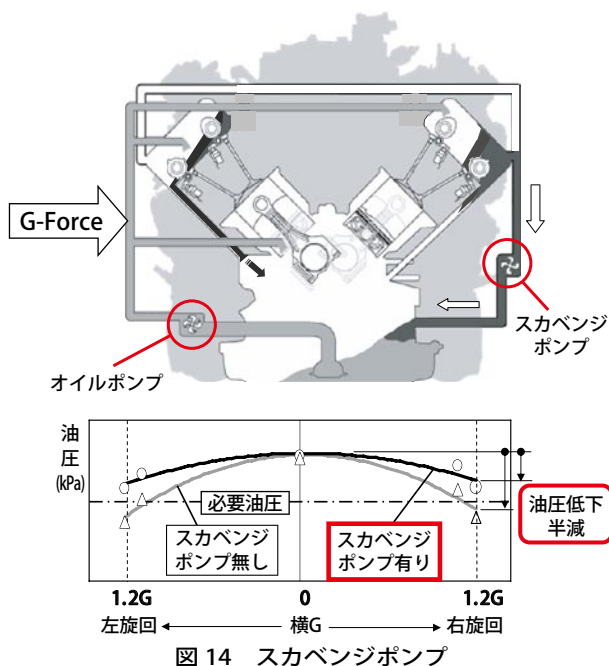 G-Force
スカベンジ
ポンプ
オイルポンプ
油
圧
(kPa)
必要油圧
スカベンジ
ポンプ無し
スカベンジ
ポンプ有り
油圧低下
半減
1.2G 0 1.2G
左旋回 横G 右旋回
図 14 スカベンジポンプ